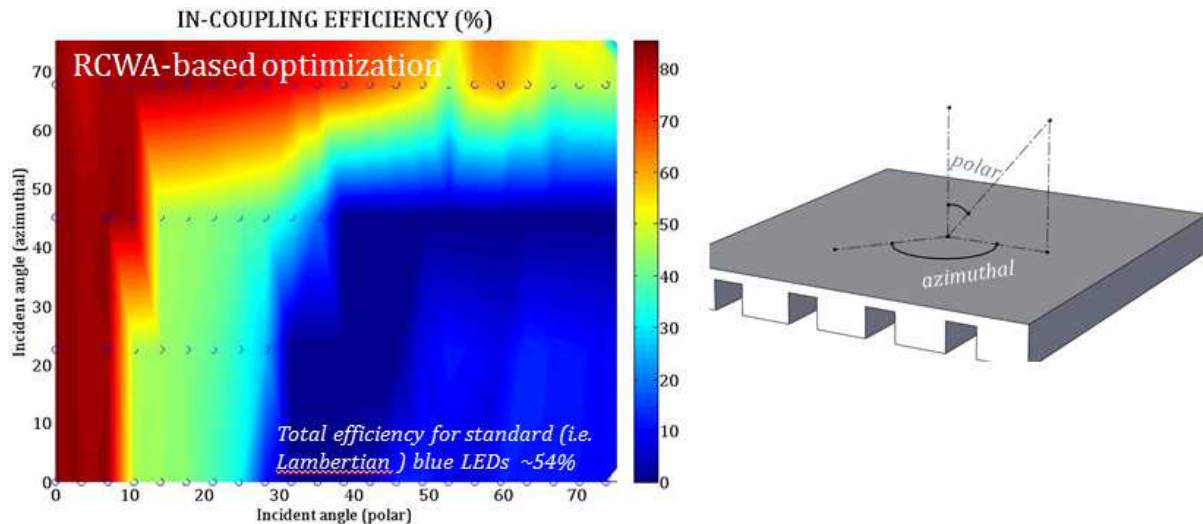 IN-COUPLING EFFICIENCY (%)
RCWA-based optimization
70
60
50
40
30
20
10
0
Incident angle (azimuthal)
Total efficiency for standard (i.e.
Lambertian ) blue LEDs ~54%
0 10 20 30 40 50 60 70
Incident angle (polar)
80
70
60
50
40
30
20
10
0
polar
azimuthal